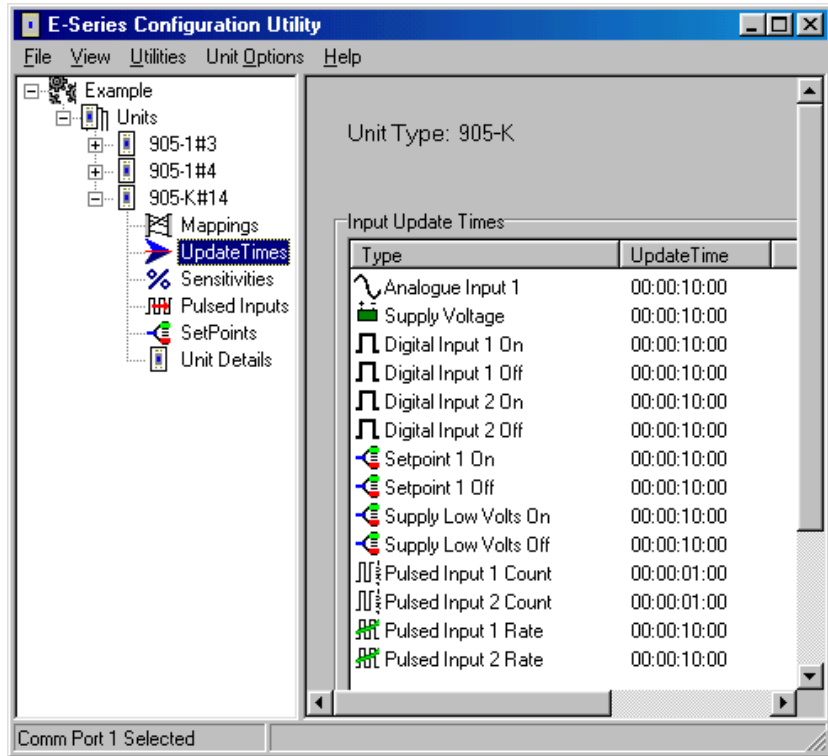 E-Series Configuration Utility
File View Utilities Unit Options Help
Example
Units
905-1#3
905-1#4
905-K#14
Mappings
UpdateTimes
Sensitivities
Pulsed Inputs
SetPoints
Unit Details
Unit Type: 905-K
Input Update Times
Type UpdateTime
Analogue Input 1 00:00:10:00
Supply Voltage 00:00:10:00
Digital Input 1 On 00:00:10:00
Digital Input 1 Off 00:00:10:00
Digital Input 2 On 00:00:10:00
Digital Input 2 Off 00:00:10:00
Setpoint 1 On 00:00:10:00
Setpoint 1 Off 00:00:10:00
Supply Low Volts On 00:00:10:00
Supply Low Volts Off 00:00:10:00
Pulsed Input 1 Count 00:00:01:00
Pulsed Input 2 Count 00:00:01:00
Pulsed Input 1 Rate 00:00:10:00
Pulsed Input 2 Rate 00:00:10:00
Comm Port 1 Selected